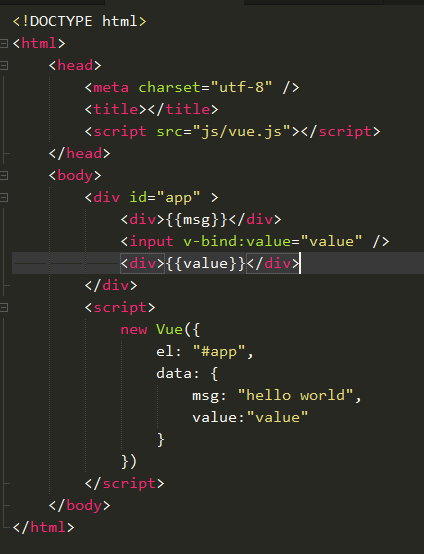 <!DOCTYPE html>
<html>
<head>
<meta charset="utf-8" />
<title></title>
<script src="js/vue.js"></script>
</head>
<body>
<div id="app" >
<div>{{msg}}</div>
<input v-bind:value="value" />
<div>{{value}}</div>
</div>
<script>
new Vue({
el: "#app",
data: {
msg: "hello world",
value:"value"
}
})
</script>
</body>
</html>